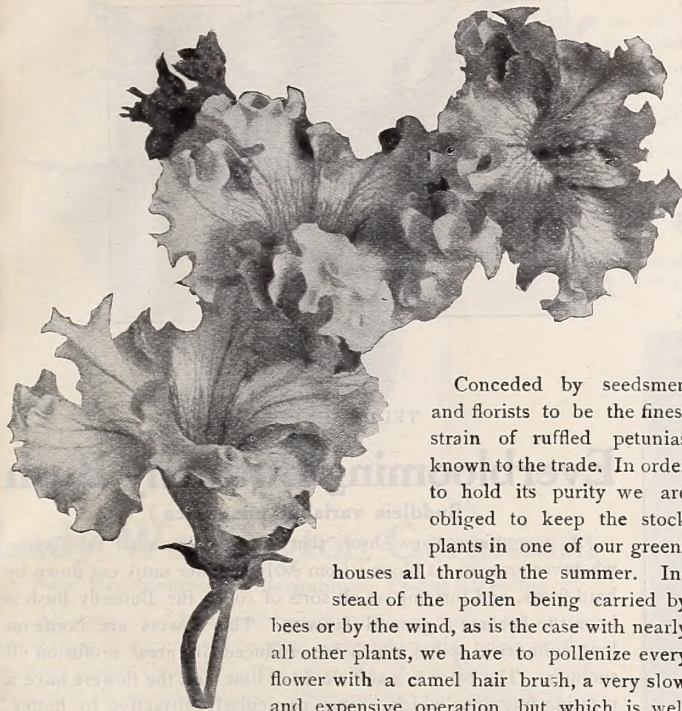 Conceded by seedsmen
and florists to be the fines
strain of ruffled petunias
known to the trade. In orde
to hold its purity we are
obliged to keep the stock
plants in one of our green
houses all through the summer. In
stead of the pollen being carried by
bees or by the wind, as is the case with nearly
all other plants, we have to pollenize every
flower with a camel hair brush, a very slow
and expensive operation, but which is well